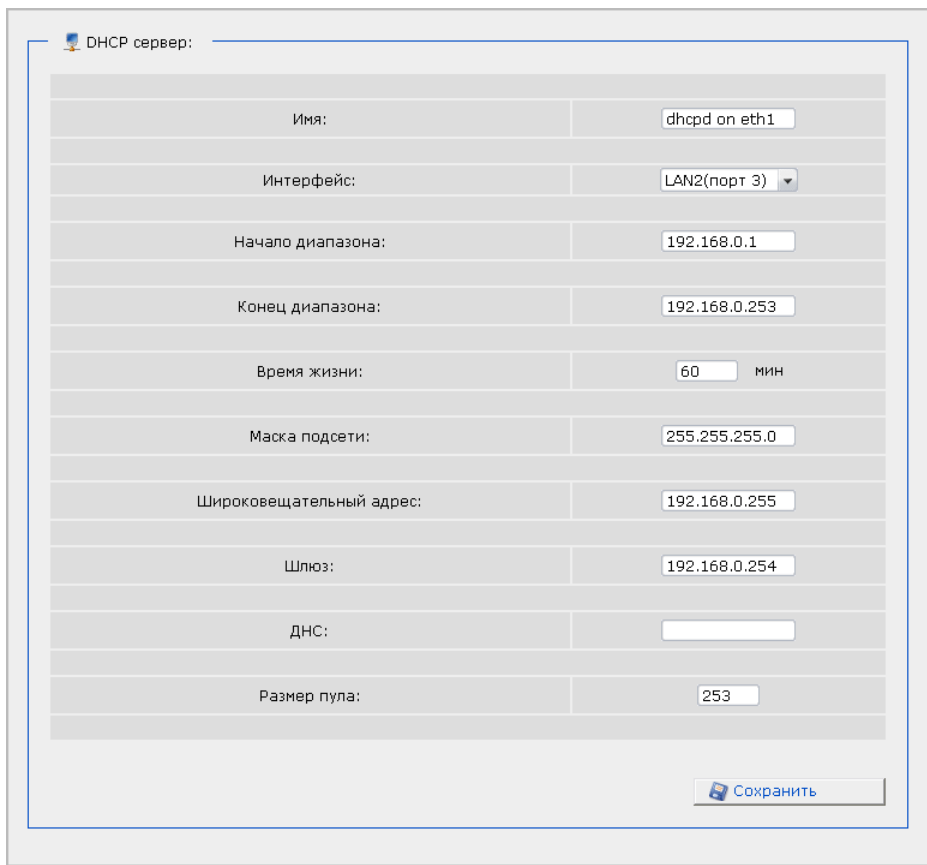 DHCP сервер:
Имя: dhcpd on eth1
Интерфейс: LAN2(порт 3)
Начало диапазона: 192.168.0.1
Конец диапазона: 192.168.0.253
Время жизни: 60 мин
Маска подсети: 255.255.255.0
Широковещательный адрес: 192.168.0.255
Шлюз: 192.168.0.254
ДНС:
Размер пула: 253
Сохранить